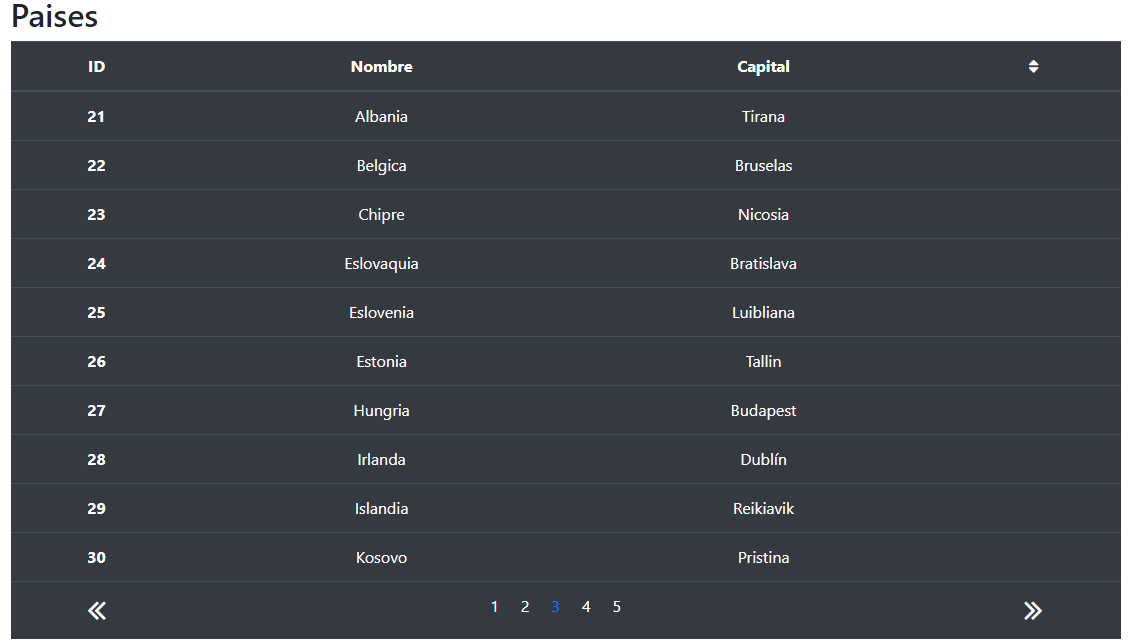 Paises
ID Nombre Capital
21 Albania Tirana
22 Belgica Bruselas
23 Chipre Nicosia
24 Eslovaquia Bratislava
25 Eslovenia Luibliana
26 Estonia Tallin
27 Hungria Budapest
28 Irlanda Dublín
29 Islandia Reikiavik
30 Kosovo Pristina
1 2 3 4 5